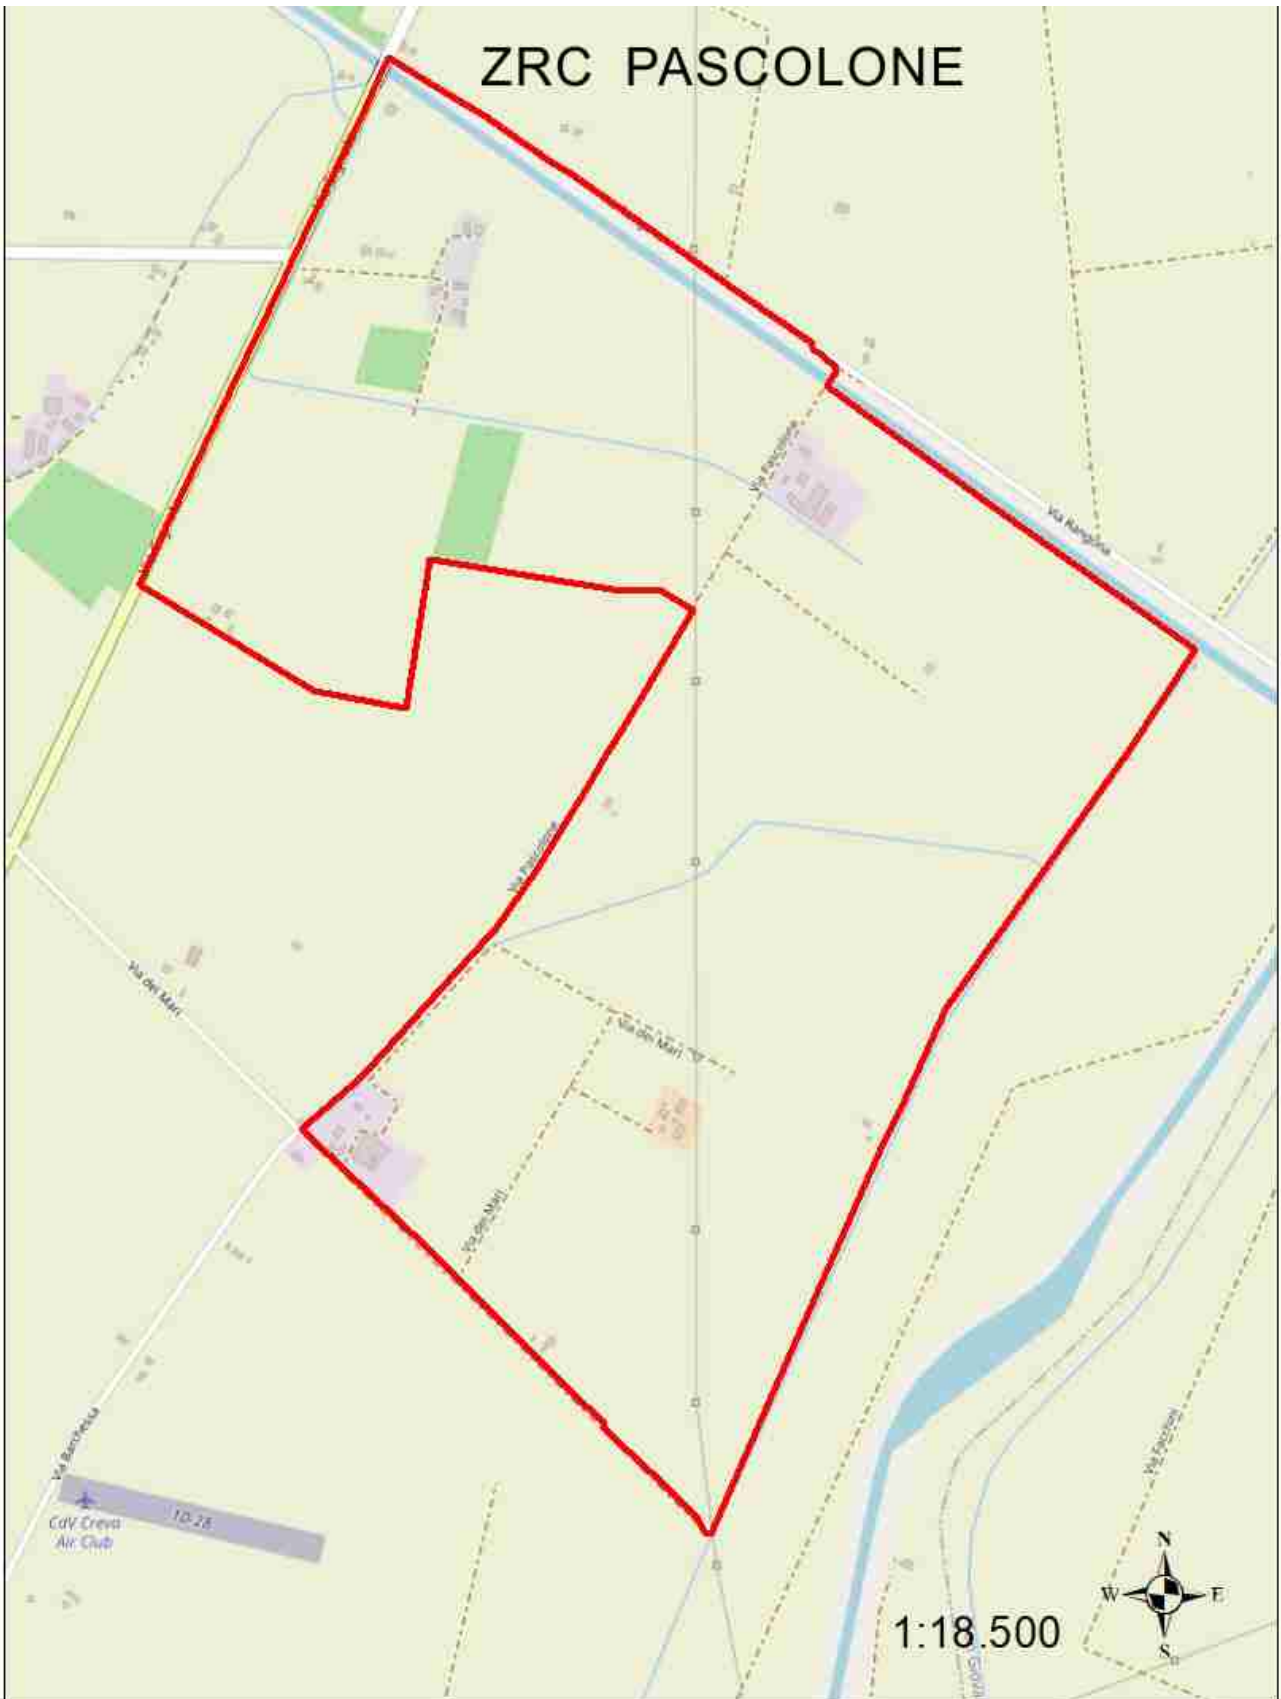 ZRC PASCOLONE
Via Pascolone
Via Rangona
Via Pascolone
Via dei Mari
Via dei Mari
Via dei Mari
Via Barchessa
Via Facchini
10-28
CdV Crevo
Air Club
N
W
E
S
1:18.500